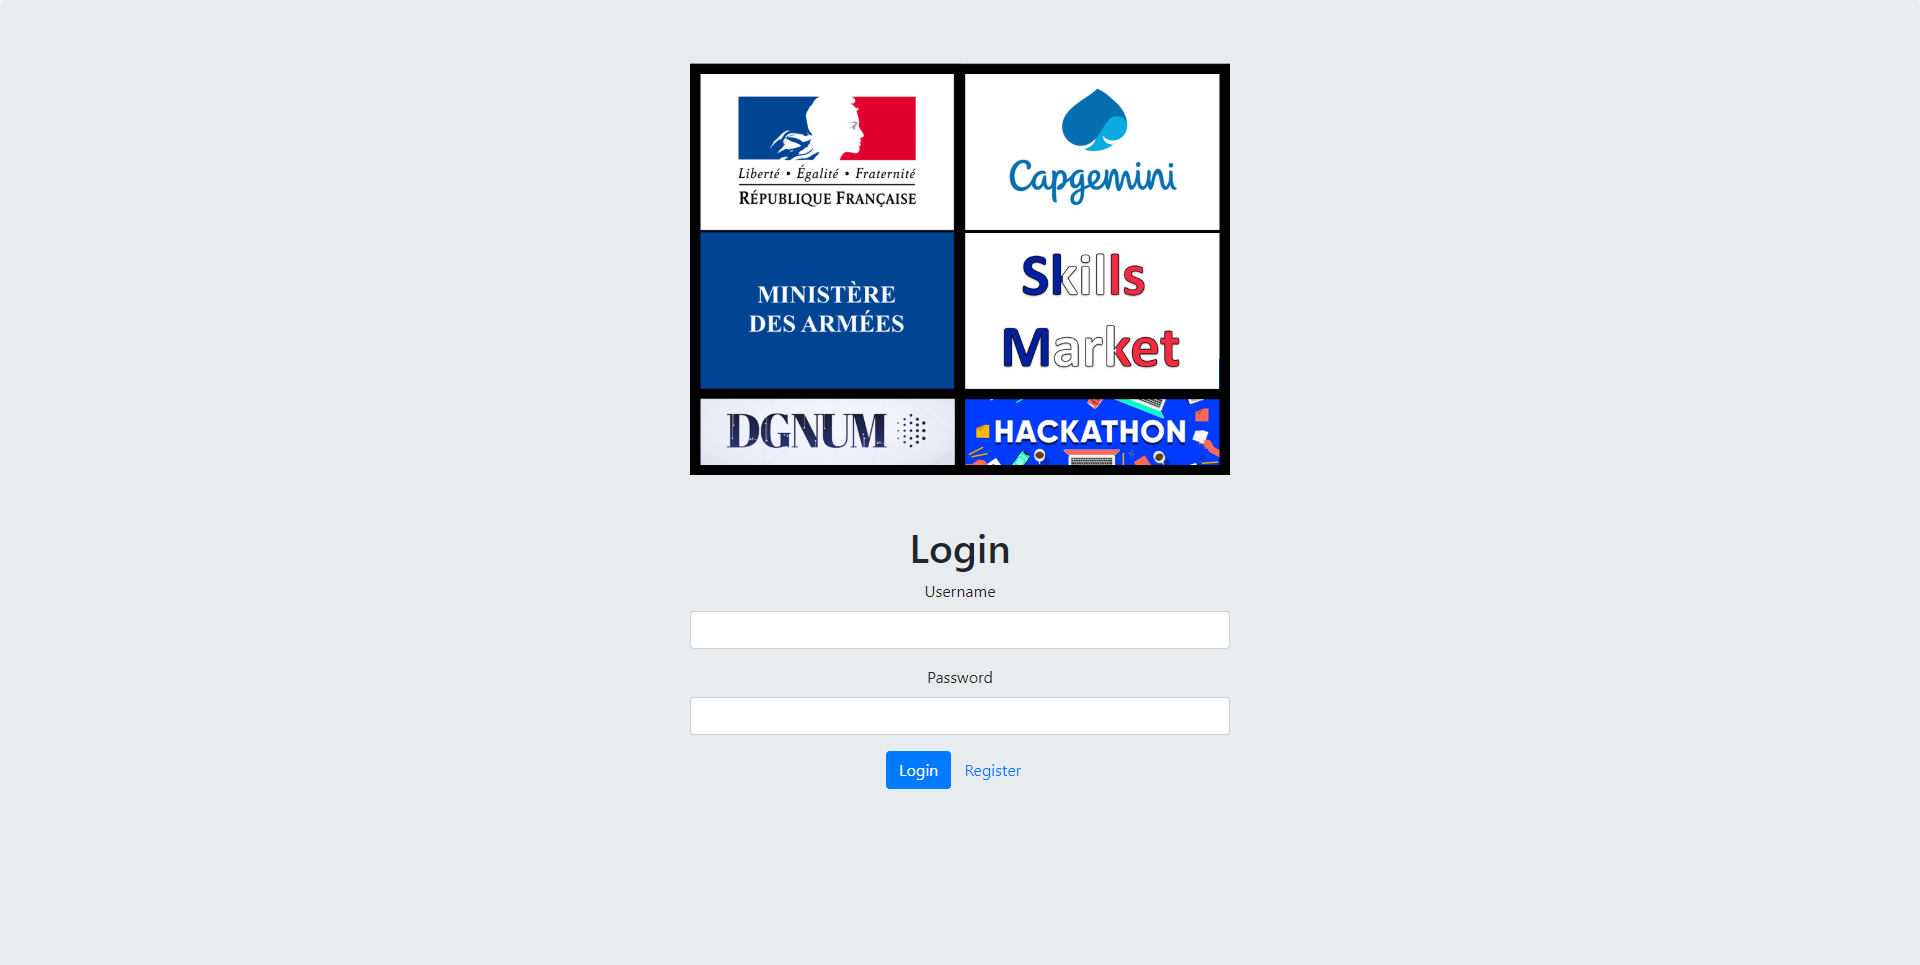 Liberté • Égalité • Fraternité
RÉPUBLIQUE FRANÇAISE
Capgemini
MINISTÈRE
DES ARMÉES
Skills
Market
DGNUM
HACKATHON
Login
Username
Password
Login
Register